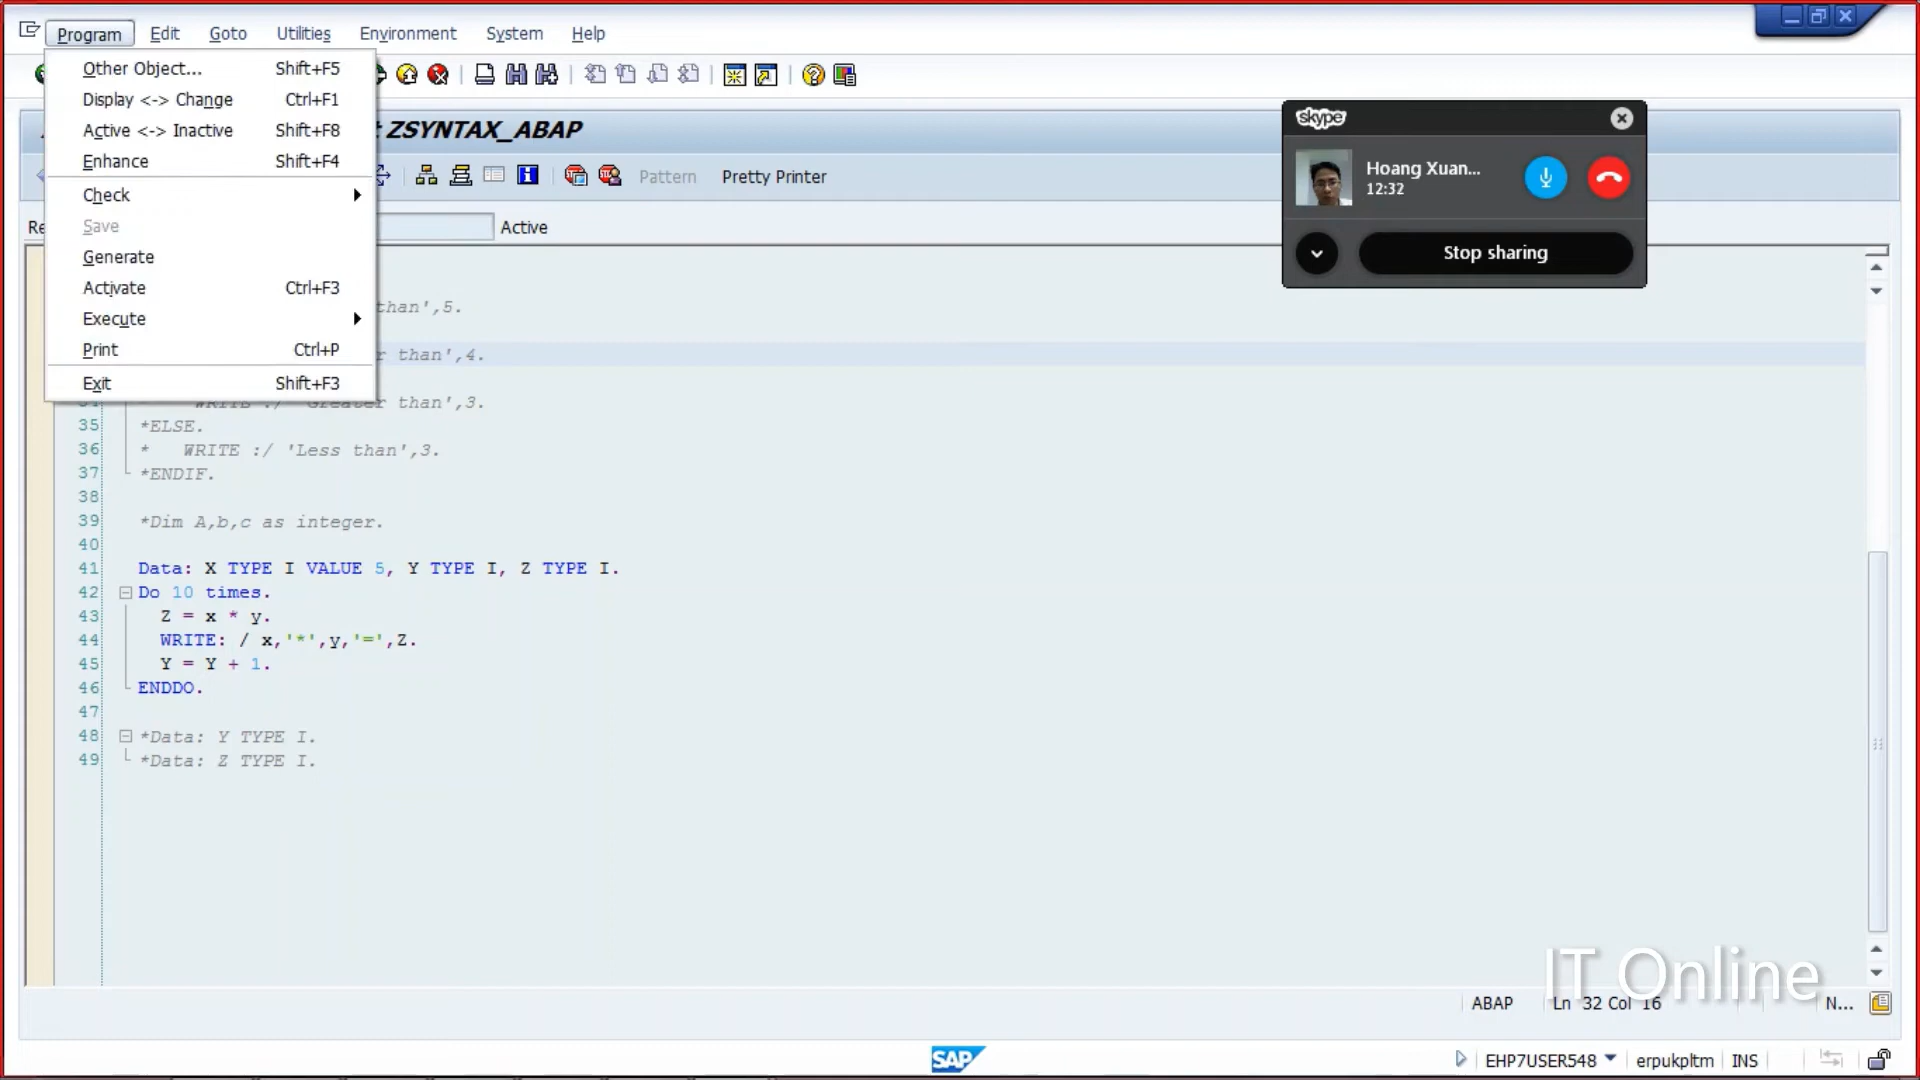 Program Edit Goto Utilities Environment System Help
Other Object... Shift+F5
Display <-> Change Ctrl+F1
Active <-> Inactive Shift+F8
Enhance Shift+F4
Check
Save
Generate
Activate Ctrl+F3
Execute
Print Ctrl+P
Exit Shift+F3
ZSYNTAX_ABAP
Pattern Pretty Printer
Re
Active
skype
Hoang Xuan...
12:32
Stop sharing
than',5.
r than',4.
WRITE :/ 'Greater than',3.
35 *ELSE.
36 * WRITE :/ 'Less than',3.
37 *ENDIF.
38
39 *Dim A,b,c as integer.
40
41 Data: X TYPE I VALUE 5, Y TYPE I, Z TYPE I.
42 Do 10 times.
43 Z = x * y.
44 WRITE: / x,'*',y,'=',Z.
45 Y = Y + 1.
46 ENDDO.
47
48 *Data: Y TYPE I.
49 *Data: Z TYPE I.
IT Online
ABAP Ln 32 Col 16 N...
SAP
EHP7USER548 erpukpltm INS